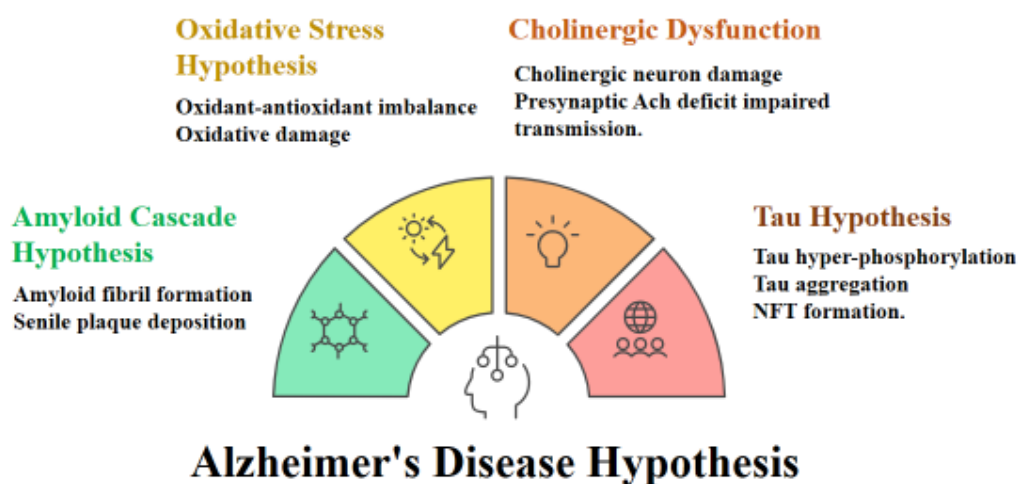 Oxidative Stress
Hypothesis
Oxidant-antioxidant imbalance
Oxidative damage
Cholinergic Dysfunction
Cholinergic neuron damage
Presynaptic Ach deficit impaired
transmission.
Amyloid Cascade
Hypothesis
Amyloid fibril formation
Senile plaque deposition
Tau Hypothesis
Tau hyper-phosphorylation
Tau aggregation
NFT formation.
Alzheimer's Disease Hypothesis